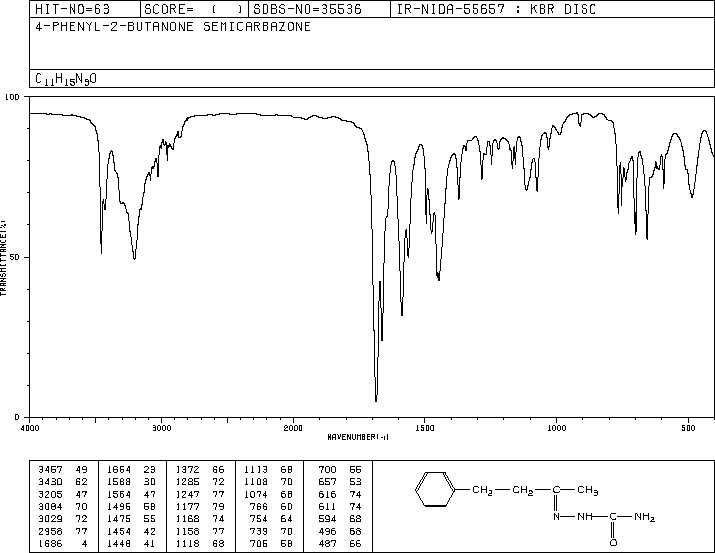 HIT-NO=63 SCORE= ( ) SDBS-NO=35536 IR-NIDA-55657 : KBR DISC
4-PHENYL-2-BUTANONE SEMICARBAZONE
C11H15N3O
100
50
0
TRANSMITTANCE(%)
4000 3000 2000 1500 1000 500
WAVENUMBER(-1)
3457 49 1664 23 1372 66 1113 68 700 55
3430 62 1588 30 1285 72 1108 70 657 53
3205 47 1564 47 1247 77 1074 68 616 74
3084 70 1496 58 1177 79 766 60 611 74
3029 72 1475 55 1168 74 754 64 594 68
2958 77 1454 42 1158 77 739 70 496 68
1686 4 1448 41 1118 68 706 58 487 66
CH2 CH2 C CH3
N NH C NH2
O